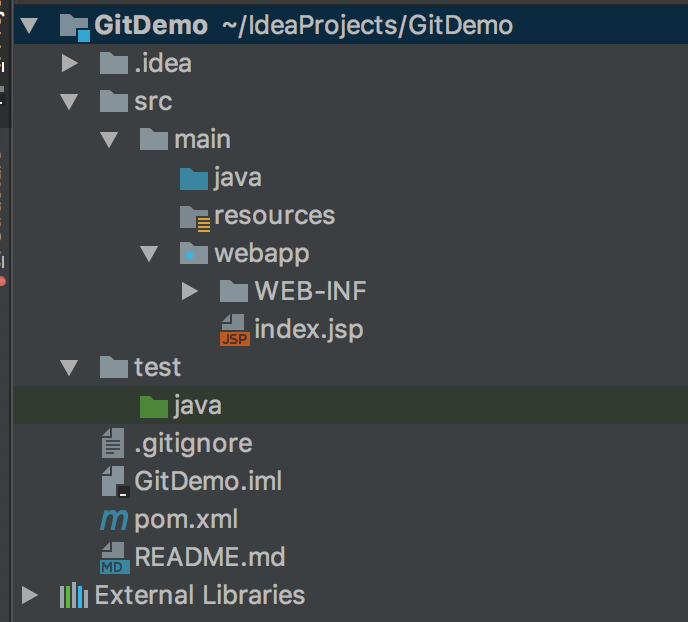 GitDemo ~/IdeaProjects/GitDemo
.idea
src
main
java
resources
webapp
WEB-INF
JSP index.jsp
test
java
.gitignore
GitDemo.iml
m pom.xml
MD README.md
External Libraries